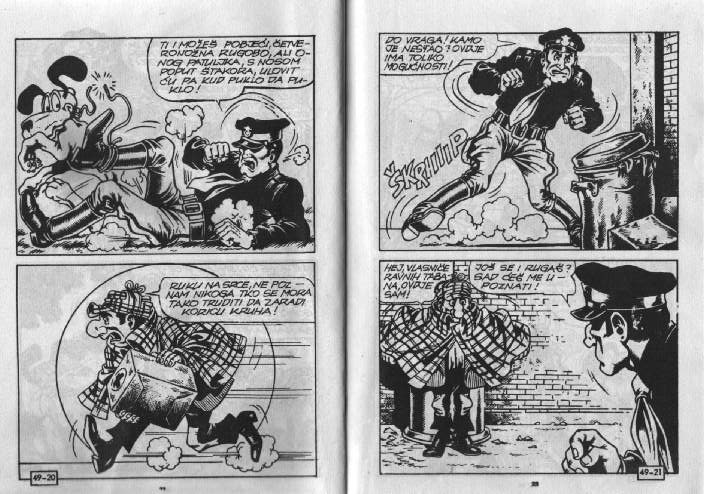 TI I MOŽEŠ POBJEĆI, ČETVE-
RONOŽNA RUGOBO, ALI O-
NOG PATULJKA, S NOSOM
POPUT ŠTAKORA, ULOVIT
ĆU PA KUD PUKLO DA PU-
KLO!
RUKU NA SRCE, NE POZ-
NAM NIKOGA TKO SE MORA
TAKO TRUDITI DA ZARADI
KORICU KRUHA!
49-20
DO VRAGA! KAMO
JE NESTAO? OVDJE
IMA TOLIKO
MOGUĆNOSTI!
ŠKRIIIP
HEJ, VLASNIČE
RAVNIH TABA-
NA, OVDJE
SAM!
JOŠ SE I RUGAŠ?
SAD ĆEŠ ME U-
POZNATI!
49-21